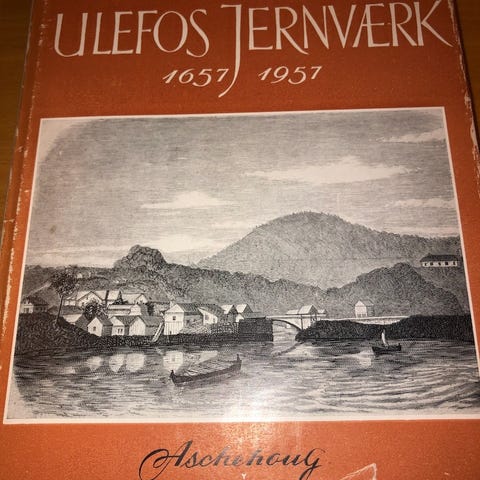 ULEFOS JERNVÆRK
1657 1957
Aschehoug